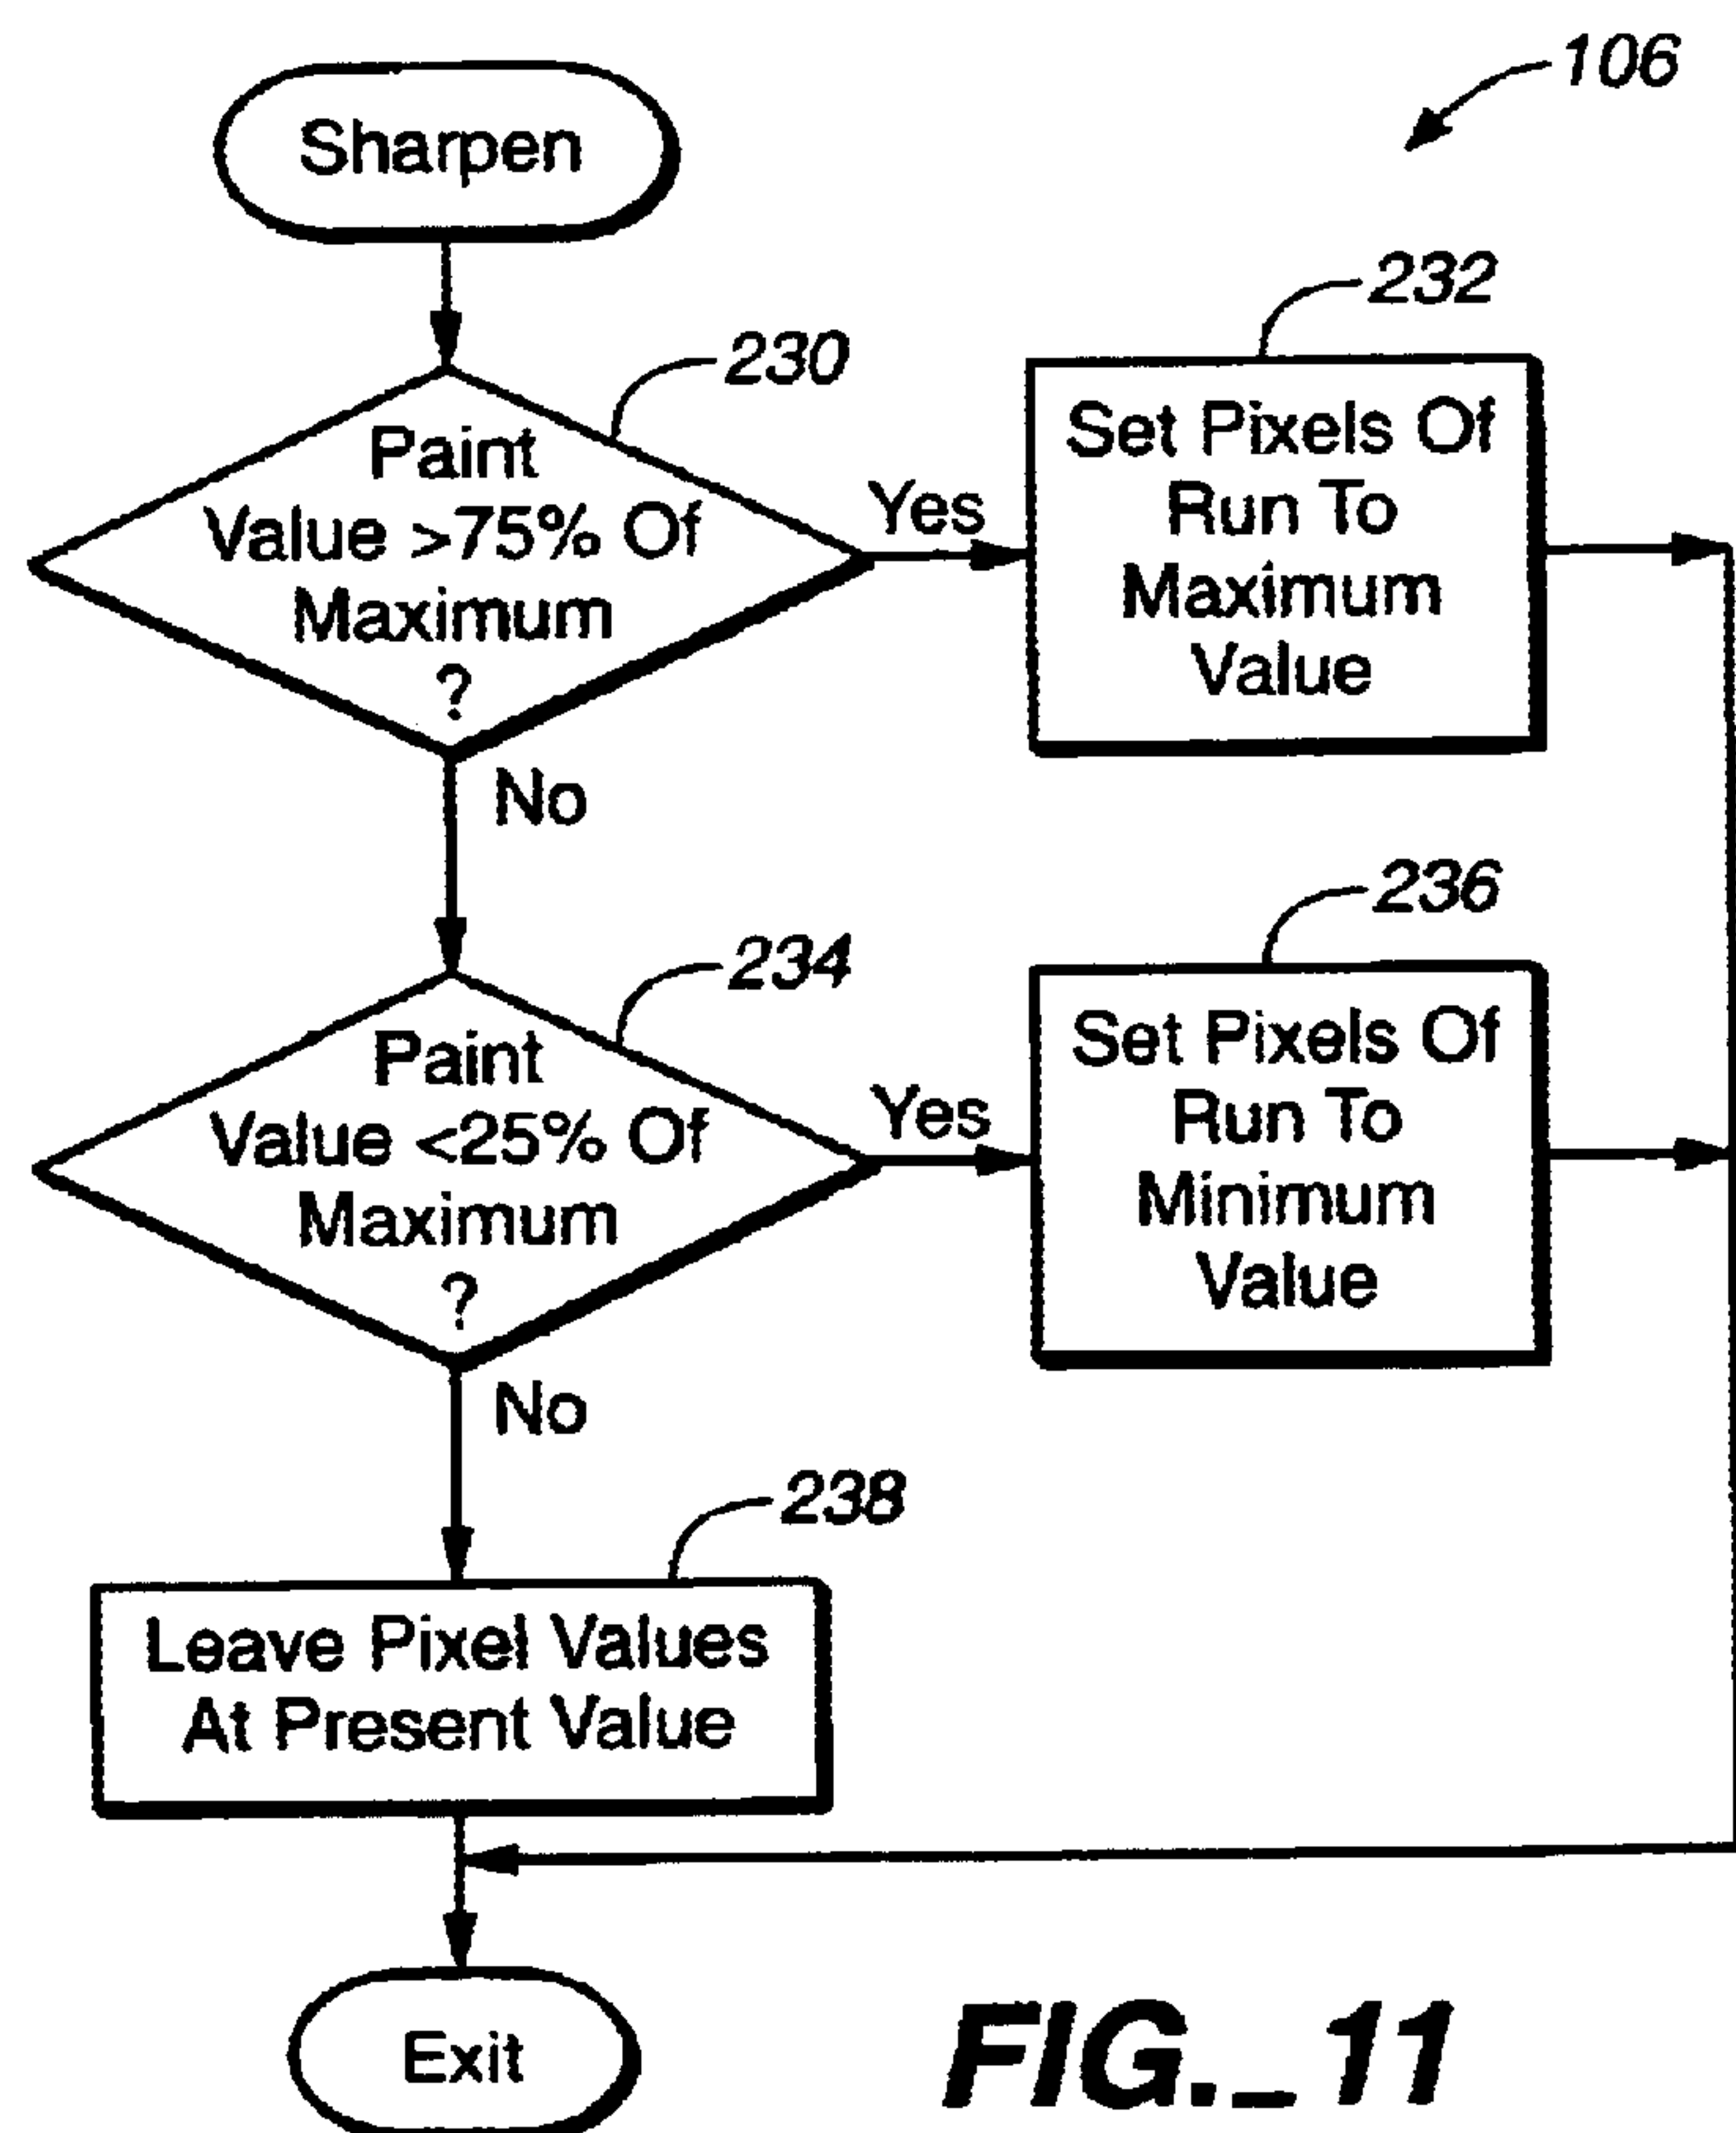 106
Sharpen
230
Paint
Value >75% Of
Maximum
?
Yes
232
Set Pixels Of
Run To
Maximum
Value
No
234
Paint
Value <25% Of
Maximum
?
Yes
236
Set Pixels Of
Run To
Minimum
Value
No
238
Leave Pixel Values
At Present Value
Exit
FIG._11